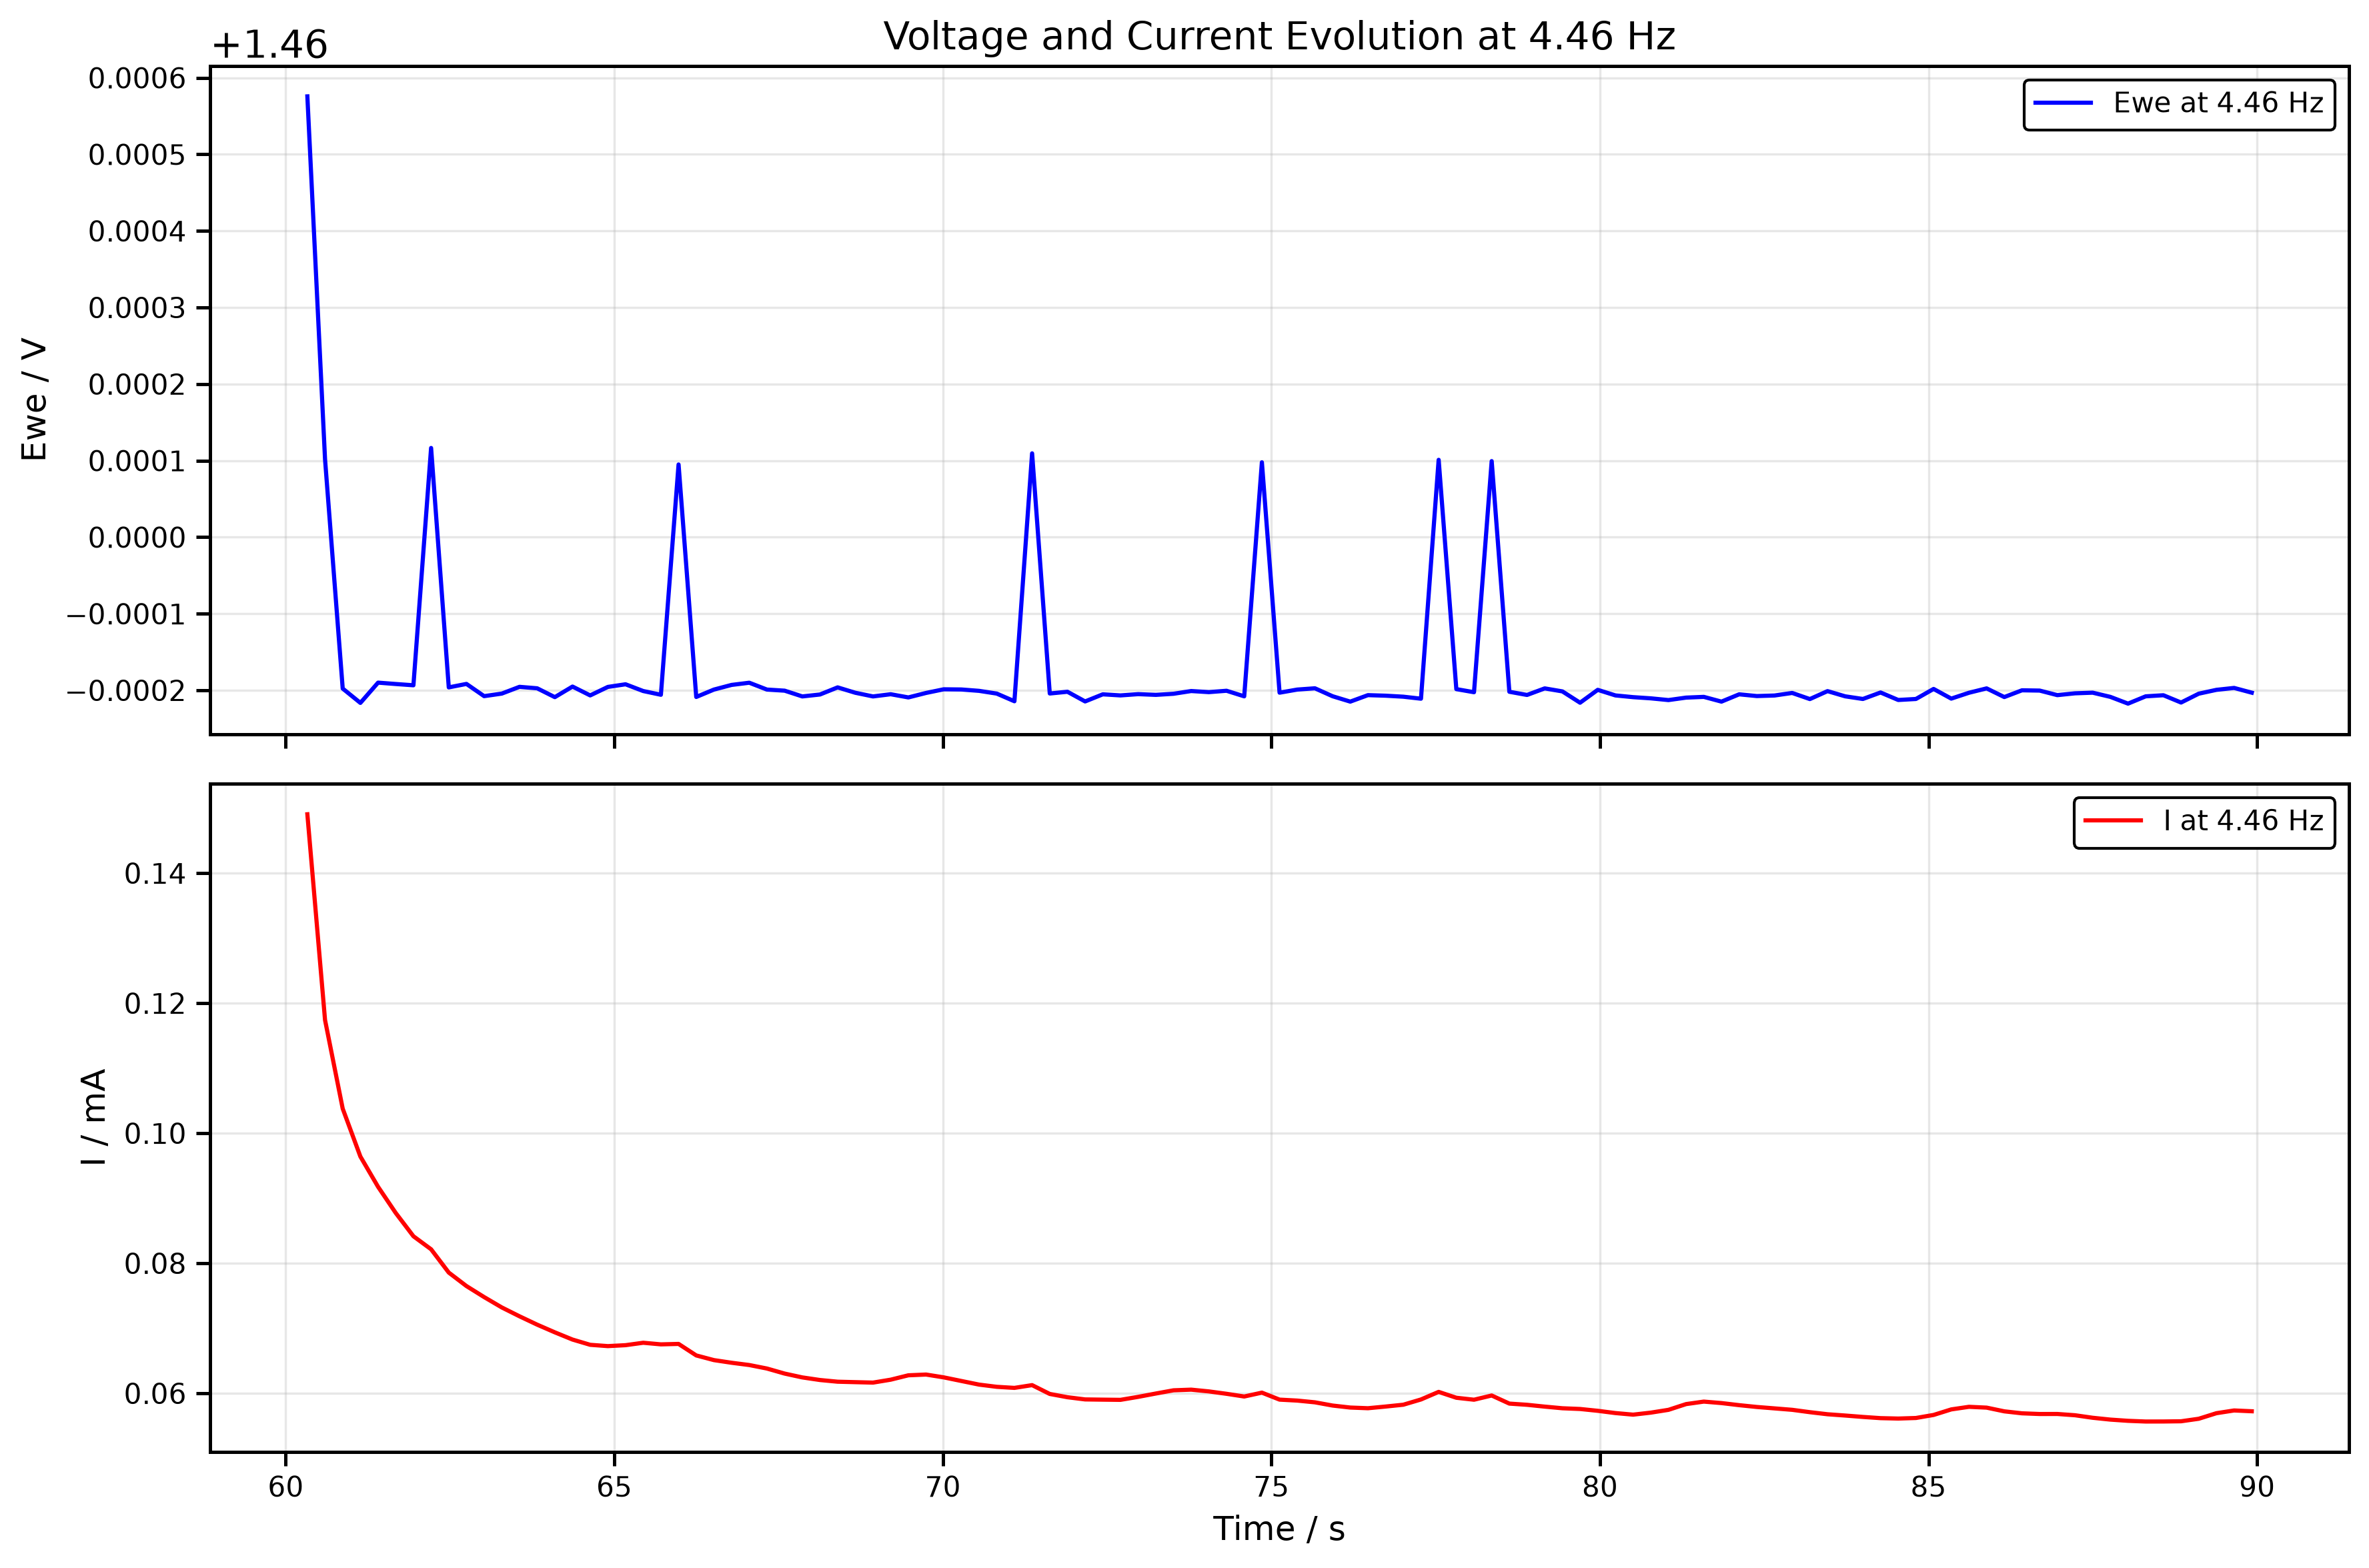 Voltage and Current Evolution at 4.46 Hz
+1.46
Ewe at 4.46 Hz
0.0006
0.0005
0.0004
0.0003
0.0002
0.0001
0.0000
−0.0001
−0.0002
Ewe / V
I at 4.46 Hz
0.14
0.12
0.10
0.08
0.06
I / mA
60 65 70 75 80 85 90
Time / s